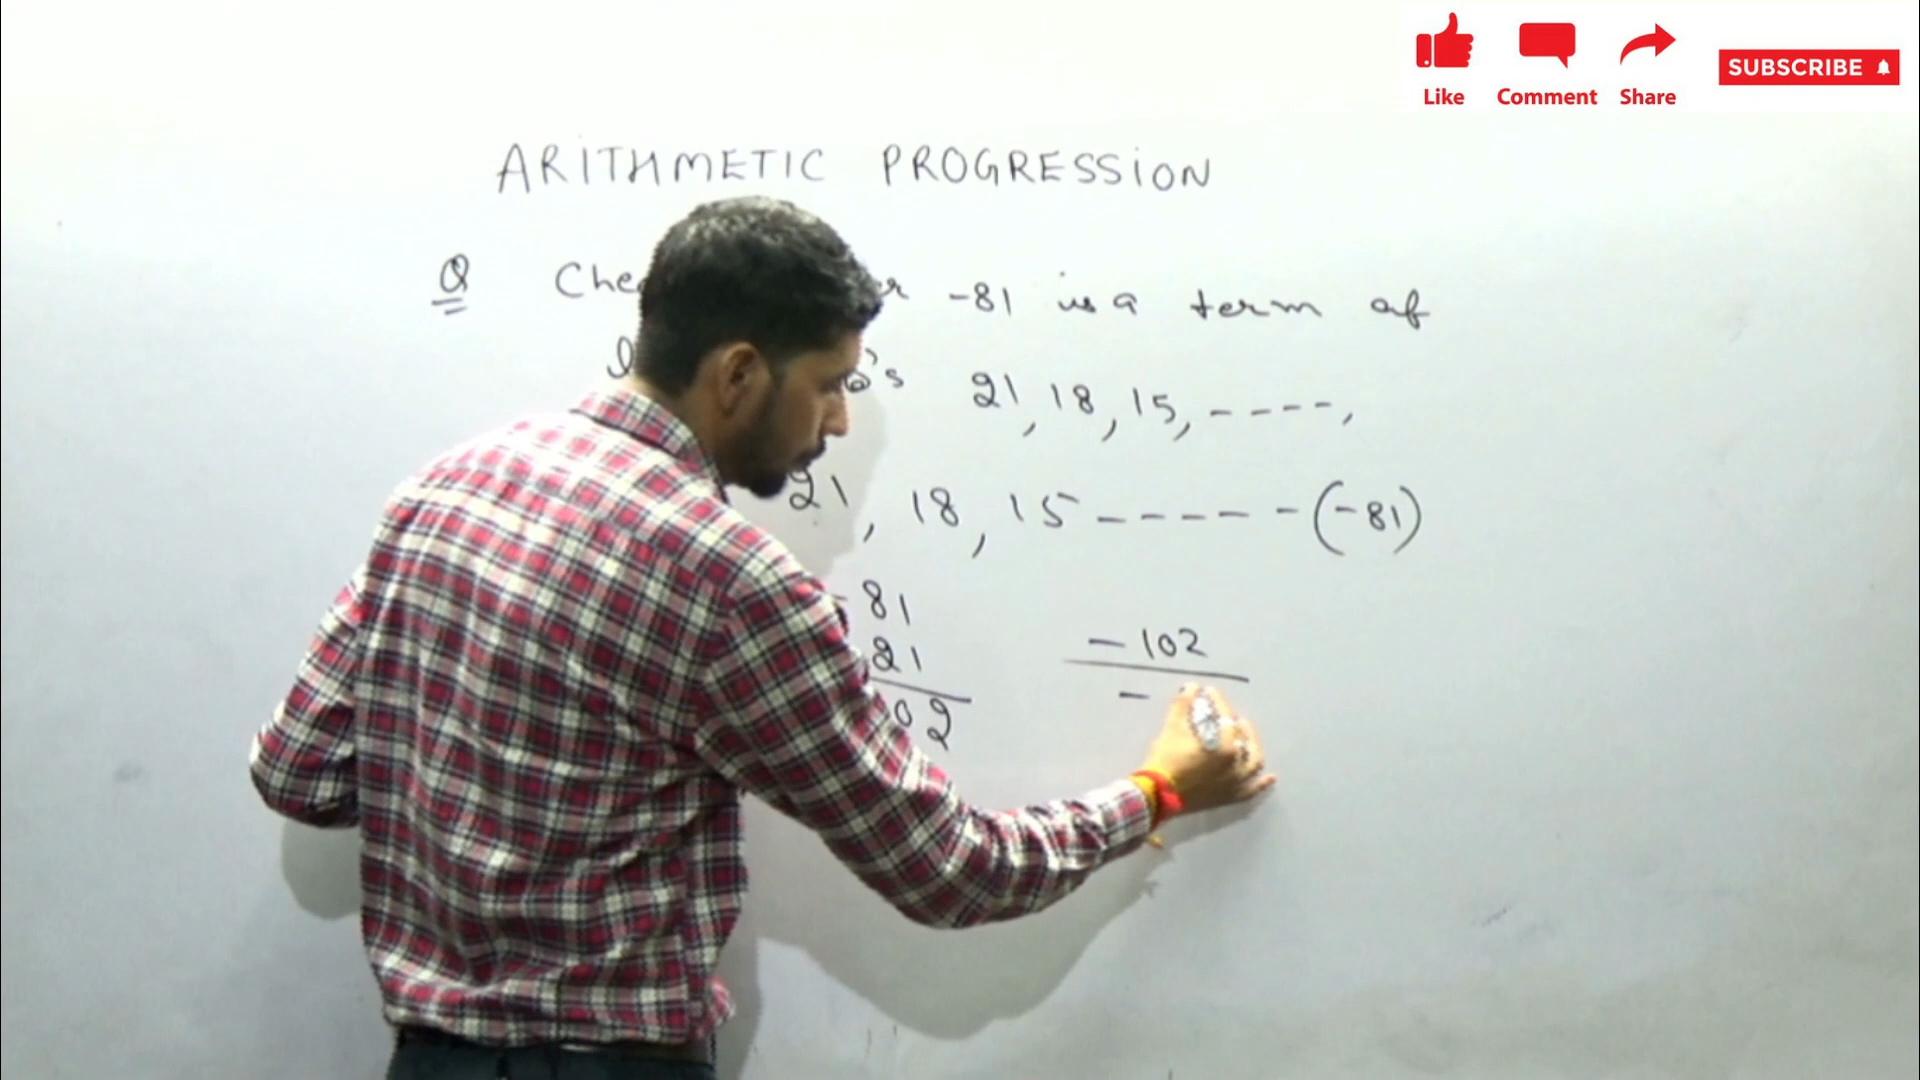 Like Comment Share SUBSCRIBE
ARITHMETIC PROGRESSION
Q -81 is a term of
21, 18, 15, - - - -,
21, 18, 15 - - - - - (-81)
81
21
02
-102
-